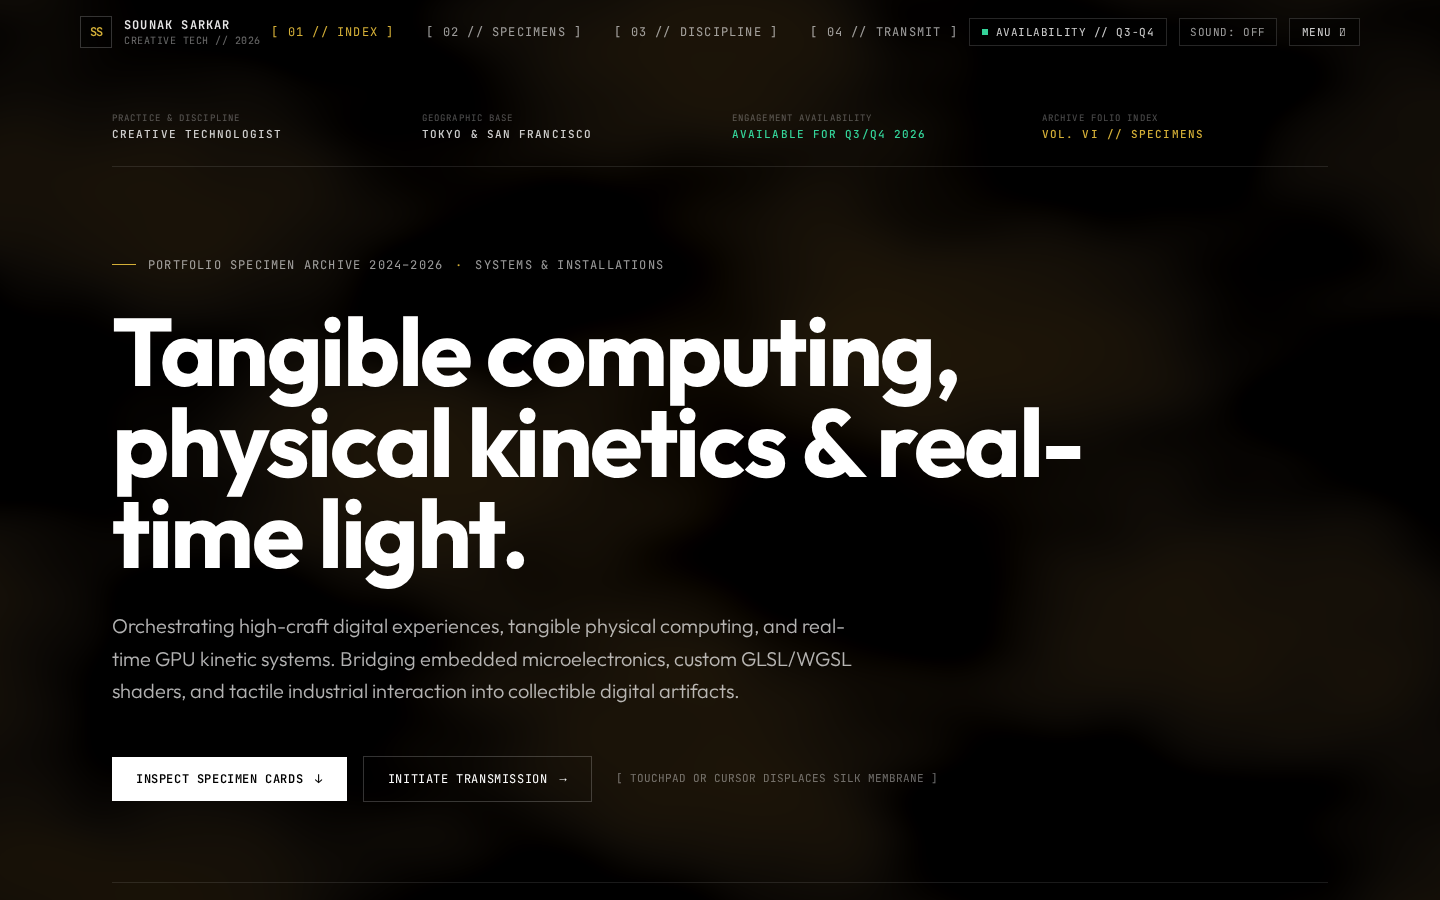 SS
SOUNAK SARKAR
CREATIVE TECH // 2026
[ 01 // INDEX ]
[ 02 // SPECIMENS ]
[ 03 // DISCIPLINE ]
[ 04 // TRANSMIT ]
AVAILABILITY // Q3-Q4
SOUND: OFF
MENU
PRACTICE & DISCIPLINE
CREATIVE TECHNOLOGIST
GEOGRAPHIC BASE
TOKYO & SAN FRANCISCO
ENGAGEMENT AVAILABILITY
AVAILABLE FOR Q3/Q4 2026
ARCHIVE FOLIO INDEX
VOL. VI // SPECIMENS
PORTFOLIO SPECIMEN ARCHIVE 2024–2026 · SYSTEMS & INSTALLATIONS
Tangible computing,
physical kinetics & real-
time light.
Orchestrating high-craft digital experiences, tangible physical computing, and real-
time GPU kinetic systems. Bridging embedded microelectronics, custom GLSL/WGSL
shaders, and tactile industrial interaction into collectible digital artifacts.
INSPECT SPECIMEN CARDS ↓
INITIATE TRANSMISSION →
[ TOUCHPAD OR CURSOR DISPLACES SILK MEMBRANE ]